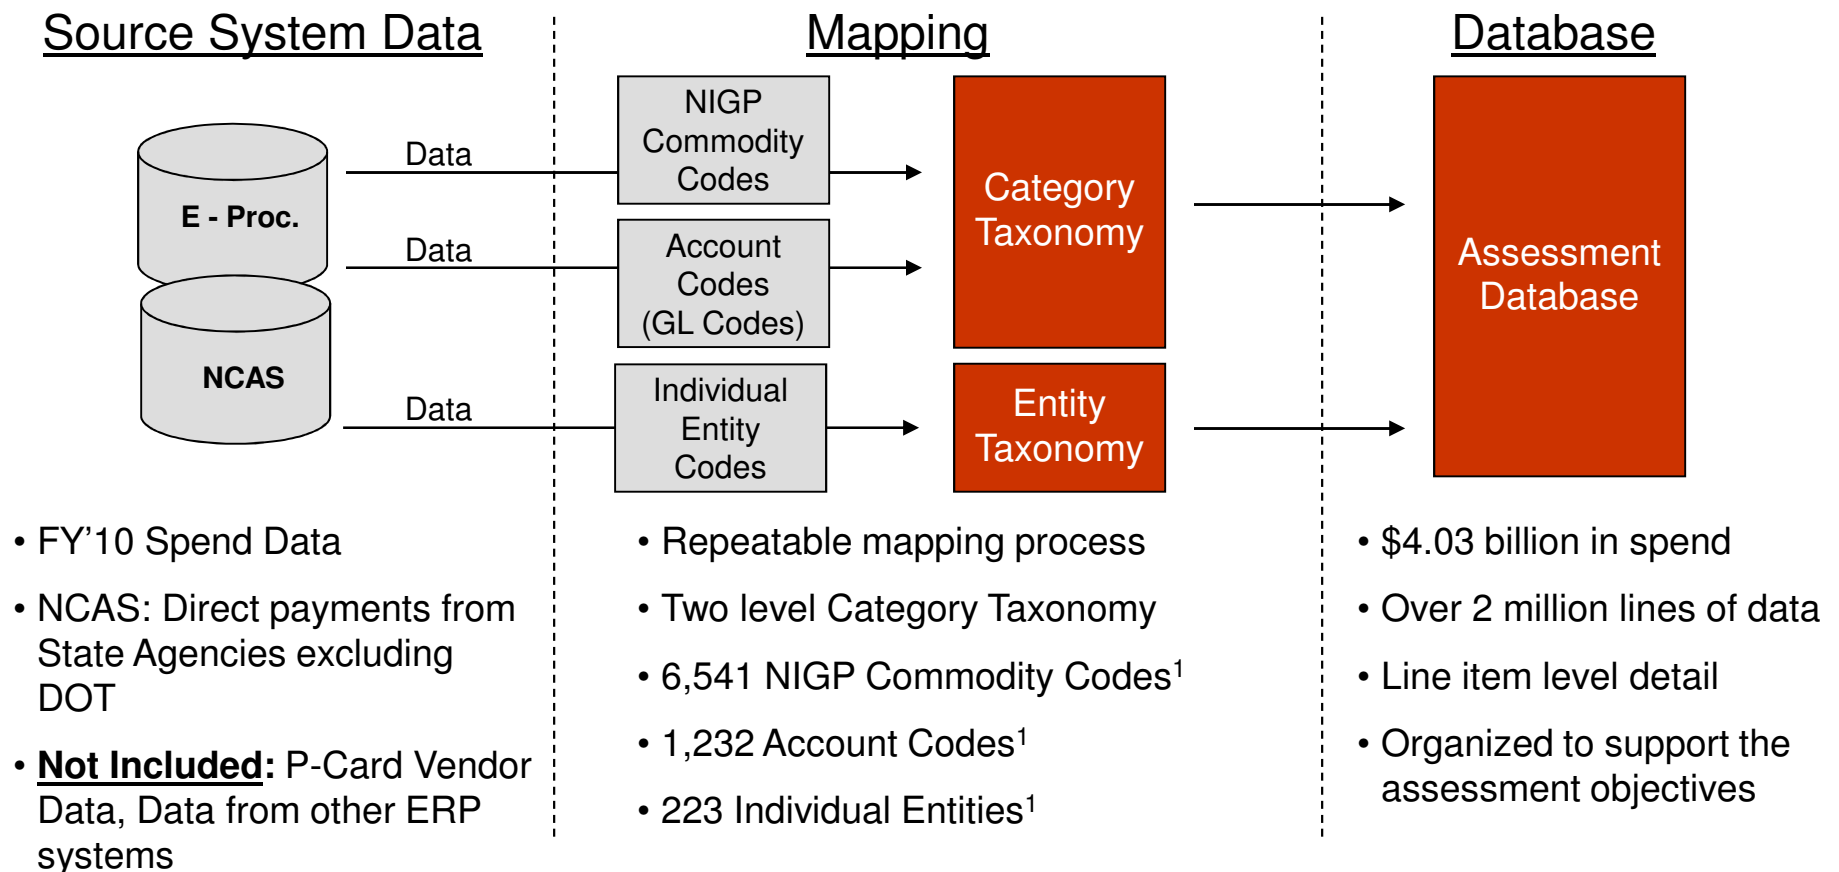 Source System Data
Mapping
Database
E - Proc.
NCAS
Data
Data
Data
NIGP
Commodity
Codes
Account
Codes
(GL Codes)
Individual
Entity
Codes
Category
Taxonomy
Entity
Taxonomy
Assessment
Database
• FY’10 Spend Data
• NCAS: Direct payments from
State Agencies excluding
DOT
• Not Included: P-Card Vendor
Data, Data from other ERP
systems
• Repeatable mapping process
• Two level Category Taxonomy
• 6,541 NIGP Commodity Codes¹
• 1,232 Account Codes¹
• 223 Individual Entities¹
• $4.03 billion in spend
• Over 2 million lines of data
• Line item level detail
• Organized to support the
assessment objectives